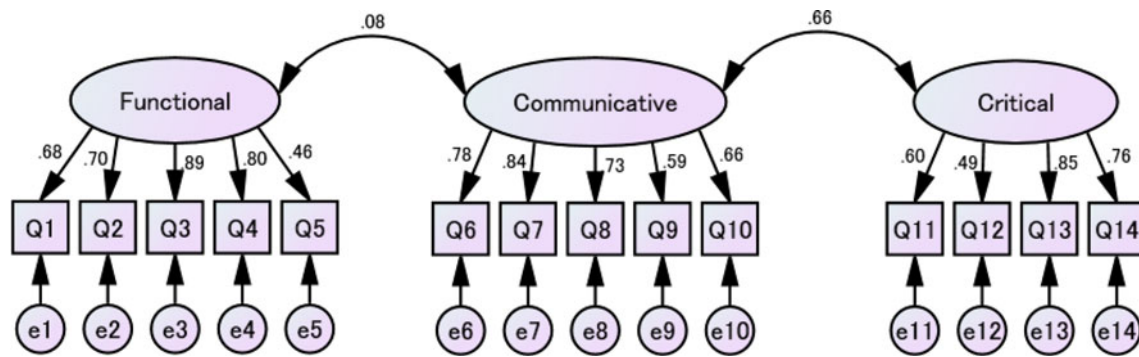 .08 .66
Functional Communicative Critical
.68 .70 .89 .80 .46 .78 .84 .73 .59 .66 .60 .49 .85 .76
Q1 Q2 Q3 Q4 Q5 Q6 Q7 Q8 Q9 Q10 Q11 Q12 Q13 Q14
e1 e2 e3 e4 e5 e6 e7 e8 e9 e10 e11 e12 e13 e14